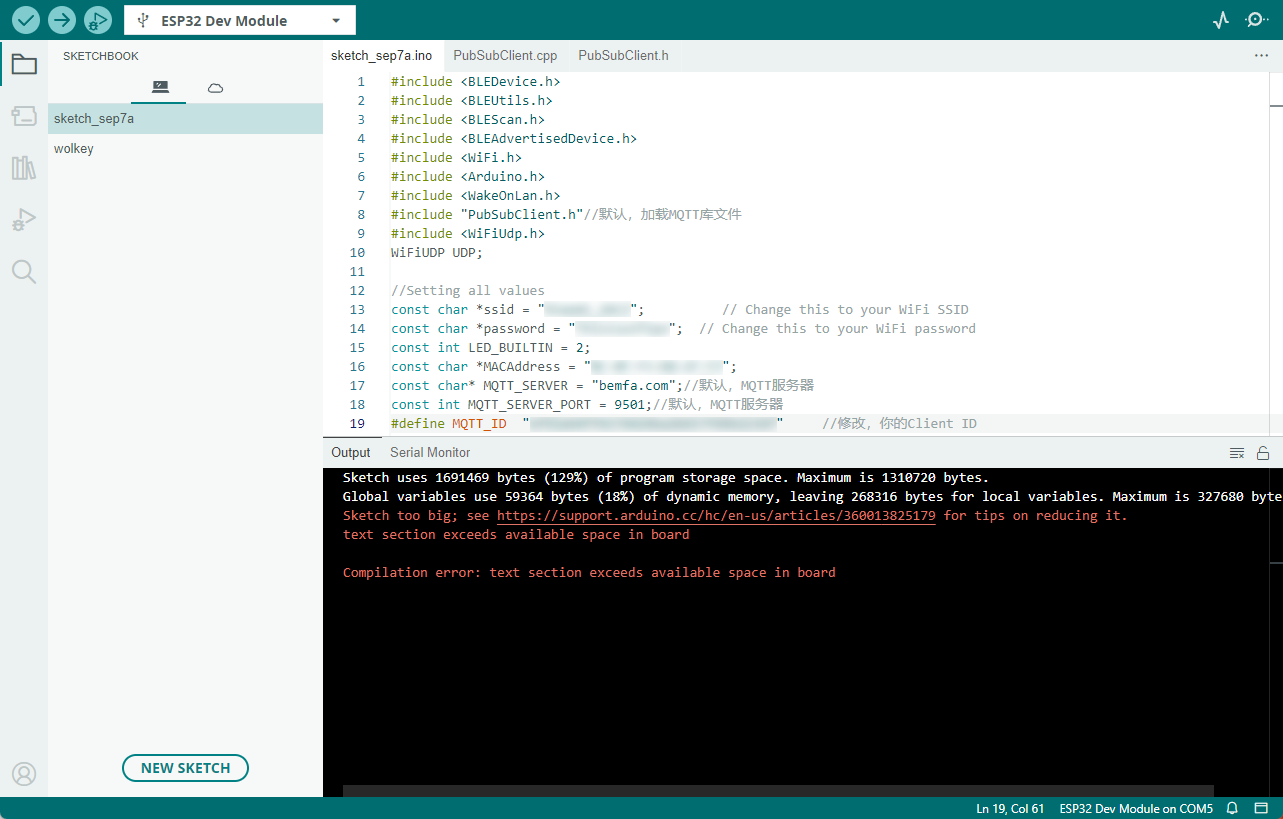 ESP32 Dev Module
SKETCHBOOK
sketch_sep7a
wolkey
NEW SKETCH
sketch_sep7a.ino PubSubClient.cpp PubSubClient.h
1 #include <BLEDevice.h>
2 #include <BLEUtils.h>
3 #include <BLEScan.h>
4 #include <BLEAdvertisedDevice.h>
5 #include <WiFi.h>
6 #include <Arduino.h>
7 #include <WakeOnLan.h>
8 #include "PubSubClient.h"//默认，加载MQTT库文件
9 #include <WiFiUdp.h>
10 WiFiUDP UDP;
11
12 //Setting all values
13 const char *ssid = " "; // Change this to your WiFi SSID
14 const char *password = " "; // Change this to your WiFi password
15 const int LED_BUILTIN = 2;
16 const char *MACAddress = " ";
17 const char* MQTT_SERVER = "bemfa.com";//默认，MQTT服务器
18 const int MQTT_SERVER_PORT = 9501;//默认，MQTT服务器
19 #define MQTT_ID " " //修改，你的Client ID
Output Serial Monitor
Sketch uses 1691469 bytes (129%) of program storage space. Maximum is 1310720 bytes.
Global variables use 59364 bytes (18%) of dynamic memory, leaving 268316 bytes for local variables. Maximum is 327680 byte
Sketch too big; see https://support.arduino.cc/hc/en-us/articles/360013825179 for tips on reducing it.
text section exceeds available space in board
Compilation error: text section exceeds available space in board
Ln 19, Col 61 ESP32 Dev Module on COM5